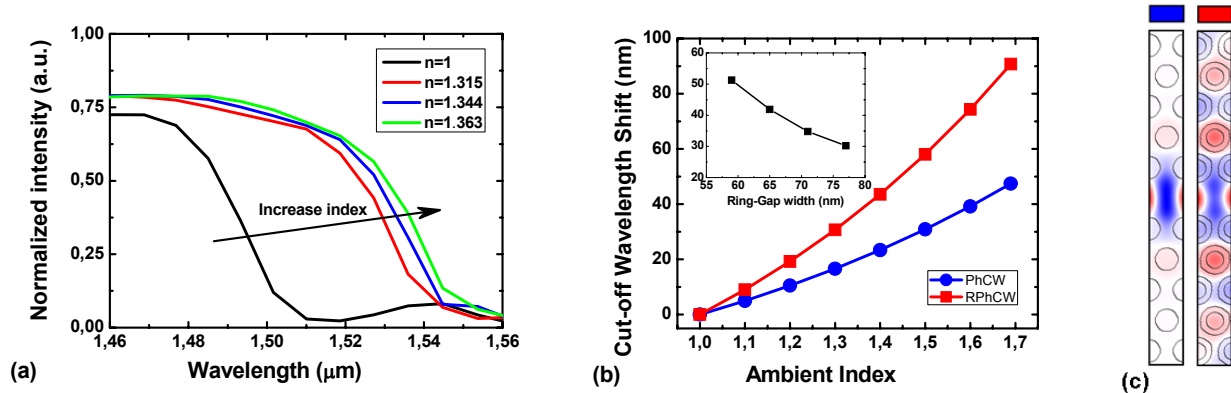 1,00
0,75
0,50
0,25
0,00
Normalized intensity (a.u.)
n=1
n=1.315
n=1.344
n=1.363
Increase index
1,46 1,48 1,50 1,52 1,54 1,56
Wavelength (μm)
(a)
100
80
60
40
20
0
Cut-off Wavelength Shift (nm)
60
50
40
30
20
55 60 65 70 75 80
Ring-Gap width (nm)
PhCW
RPhCW
1,0 1,1 1,2 1,3 1,4 1,5 1,6 1,7
Ambient Index
(b)
(c)